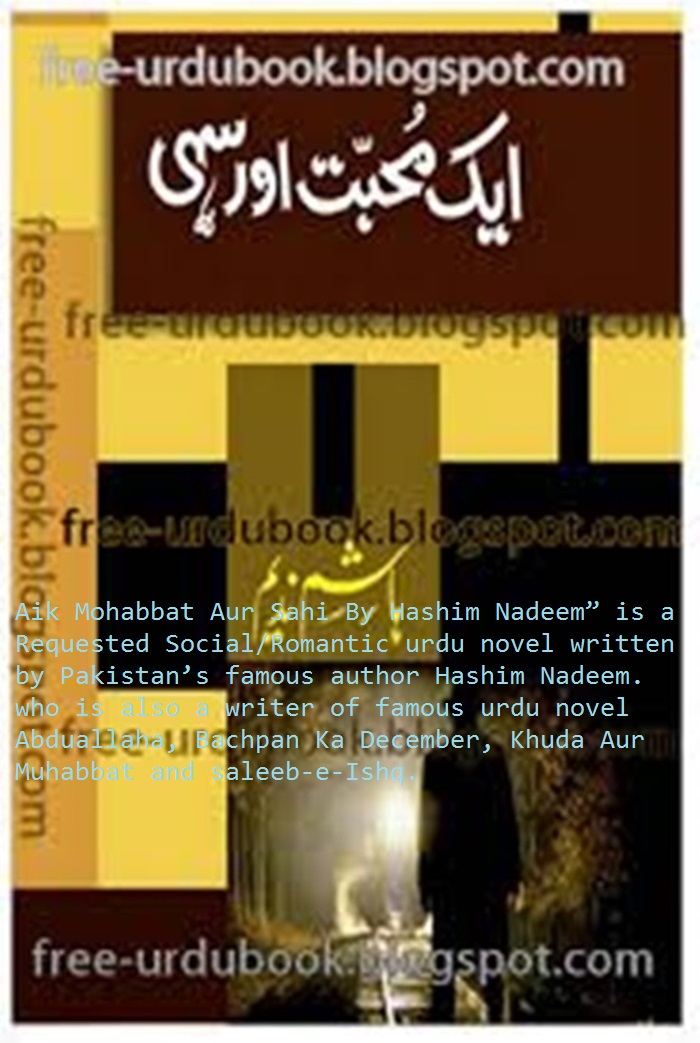 free-urdubook.blogspot.com
ایک محبّت اور سہی
free-urdubook.blogspot.com
free-urdubook.blogspot.com
free-urdubook.blogspot.com
ہاشم ندیم
Aik Mohabbat Aur Sahi By Hashim Nadeem” is a
Requested Social/Romantic urdu novel written
by Pakistan’s famous author Hashim Nadeem.
who is also a writer of famous urdu novel
Abduallaha, Bachpan Ka December, Khuda Aur
Muhabbat and saleeb-e-Ishq.
free-urdubook.blogspot.com